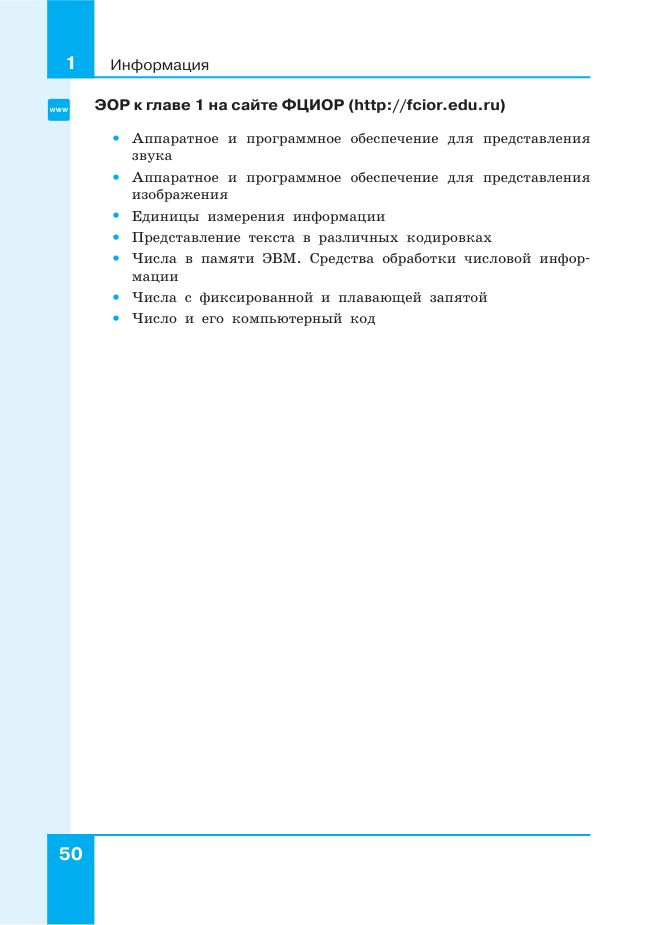 1
Информация
www
ЭОР к главе 1 на сайте ФЦИОР (http://fcior.edu.ru)
• Аппаратное и программное обеспечение для представления
звука
• Аппаратное и программное обеспечение для представления
изображения
• Единицы измерения информации
• Представление текста в различных кодировках
• Числа в памяти ЭВМ. Средства обработки числовой инфор-
мации
• Числа с фиксированной и плавающей запятой
• Число и его компьютерный код
50